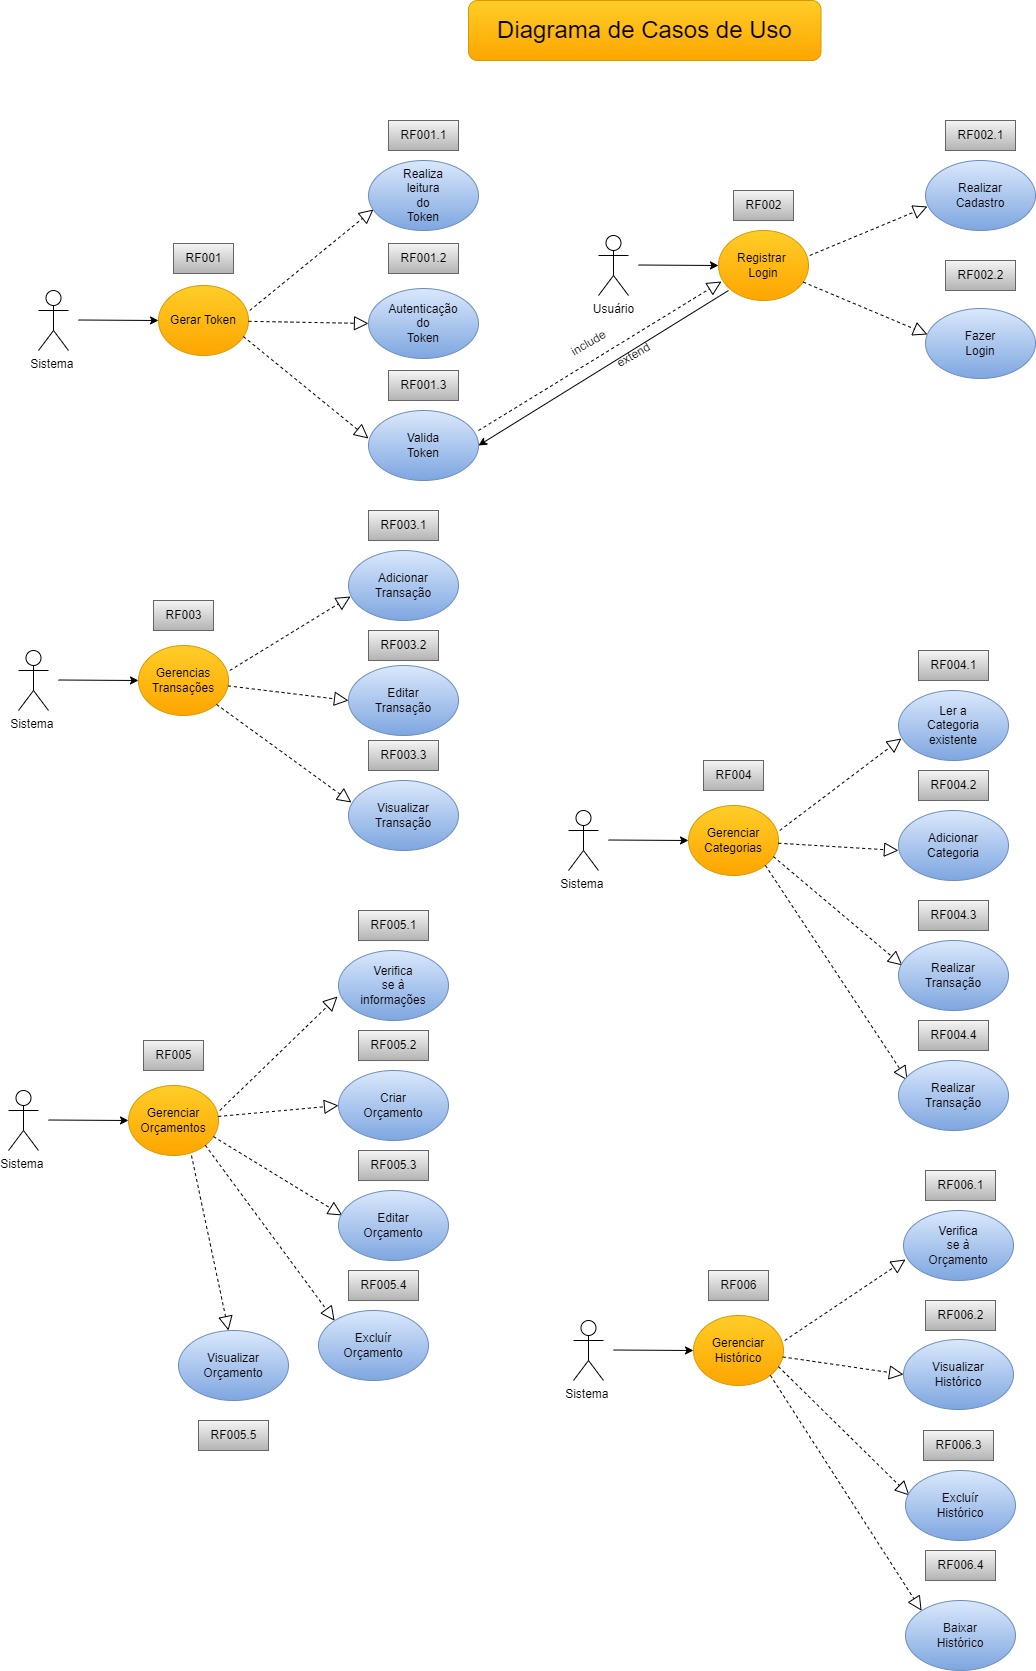 Diagrama de Casos de Uso
RF001.1
Realiza
leitura
do
Token
RF001
Gerar Token
Sistema
RF001.2
Autenticação
do
Token
RF001.3
Valida
Token
include
extend
RF002
Registrar
Login
Usuário
RF002.1
Realizar
Cadastro
RF002.2
Fazer
Login
RF003.1
Adicionar
Transação
RF003
Gerencias
Transações
Sistema
RF003.2
Editar
Transação
RF003.3
Visualizar
Transação
RF004.1
Ler a
Categoria
existente
RF004
Gerenciar
Categorias
Sistema
RF004.2
Adicionar
Categoria
RF004.3
Realizar
Transação
RF004.4
Realizar
Transação
RF005.1
Verifica
se à
informações
RF005
Gerenciar
Orçamentos
Sistema
RF005.2
Criar
Orçamento
RF005.3
Editar
Orçamento
RF005.4
Excluír
Orçamento
Visualizar
Orçamento
RF005.5
RF006.1
Verifica
se à
Orçamento
RF006
Gerenciar
Histórico
Sistema
RF006.2
Visualizar
Histórico
RF006.3
Excluír
Histórico
RF006.4
Baixar
Histórico